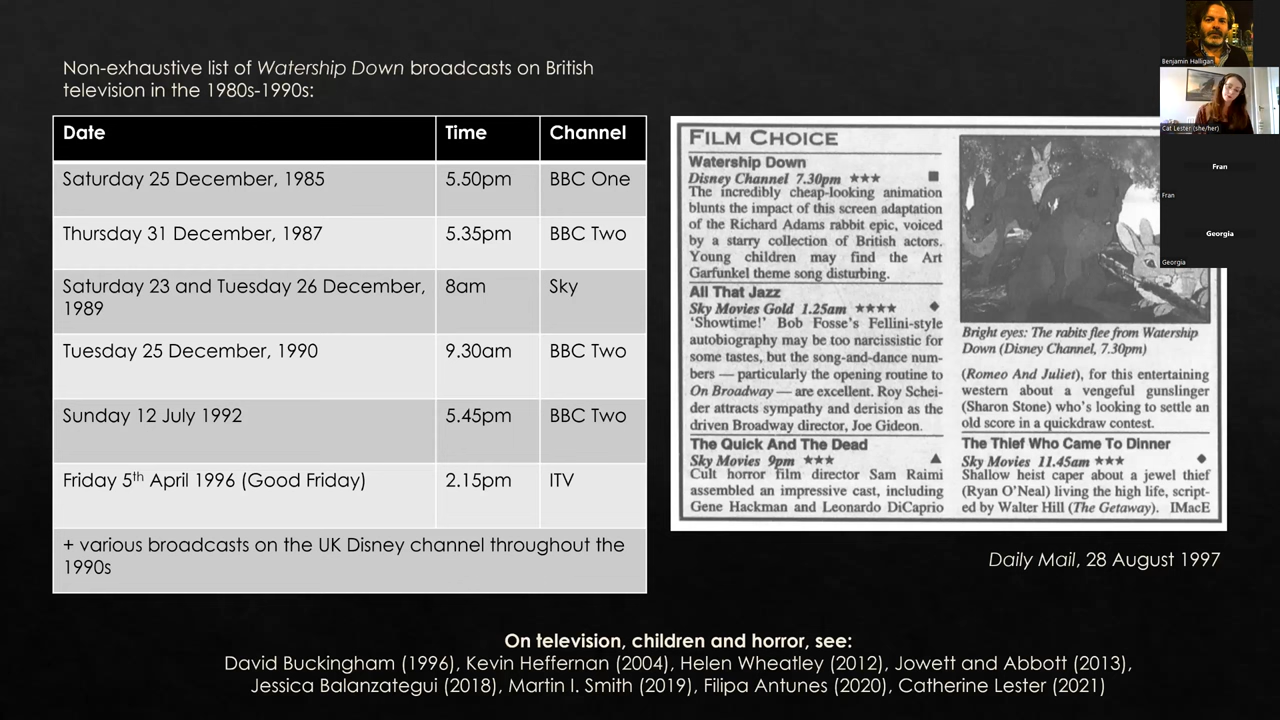 Non-exhaustive list of Watership Down broadcasts on British
television in the 1980s-1990s:
Date Time Channel
Saturday 25 December, 1985 5.50pm BBC One
Thursday 31 December, 1987 5.35pm BBC Two
Saturday 23 and Tuesday 26 December, 8am Sky
1989
Tuesday 25 December, 1990 9.30am BBC Two
Sunday 12 July 1992 5.45pm BBC Two
Friday 5th April 1996 (Good Friday) 2.15pm ITV
+ various broadcasts on the UK Disney channel throughout the
1990s
FILM CHOICE
Watership Down
Disney Channel 7.30pm ★★★ ■
The incredibly cheap-looking animation
blunts the impact of this screen adaptation
of the Richard Adams rabbit epic, voiced
by a starry collection of British actors.
Young children may find the Art
Garfunkel theme song disturbing.
All That Jazz
Sky Movies Gold 1.25am ★★★★ ◆
‘Showtime!’ Bob Fosse’s Fellini-style
autobiography may be too narcissistic for
some tastes, but the song-and-dance num-
bers — particularly the opening routine to
On Broadway — are excellent. Roy Schei-
der attracts sympathy and derision as the
driven Broadway director, Joe Gideon.
The Quick And The Dead
Sky Movies 9pm ★★★ ▲
Cult horror film director Sam Raimi
assembled an impressive cast, including
Gene Hackman and Leonardo DiCaprio
Bright eyes: The rabits flee from Watership
Down (Disney Channel, 7.30pm)
(Romeo And Juliet), for this entertaining
western about a vengeful gunslinger
(Sharon Stone) who’s looking to settle an
old score in a quickdraw contest.
The Thief Who Came To Dinner
Sky Movies 11.45am ★★★ ◆
Shallow heist caper about a jewel thief
(Ryan O’Neal) living the high life, script-
ed by Walter Hill (The Getaway). IMacE
Daily Mail, 28 August 1997
On television, children and horror, see:
David Buckingham (1996), Kevin Heffernan (2004), Helen Wheatley (2012), Jowett and Abbott (2013),
Jessica Balanzategui (2018), Martin I. Smith (2019), Filipa Antunes (2020), Catherine Lester (2021)
Benjamin Halligan
Cat Lester (she/her)
Fran
Fran
Georgia
Georgia